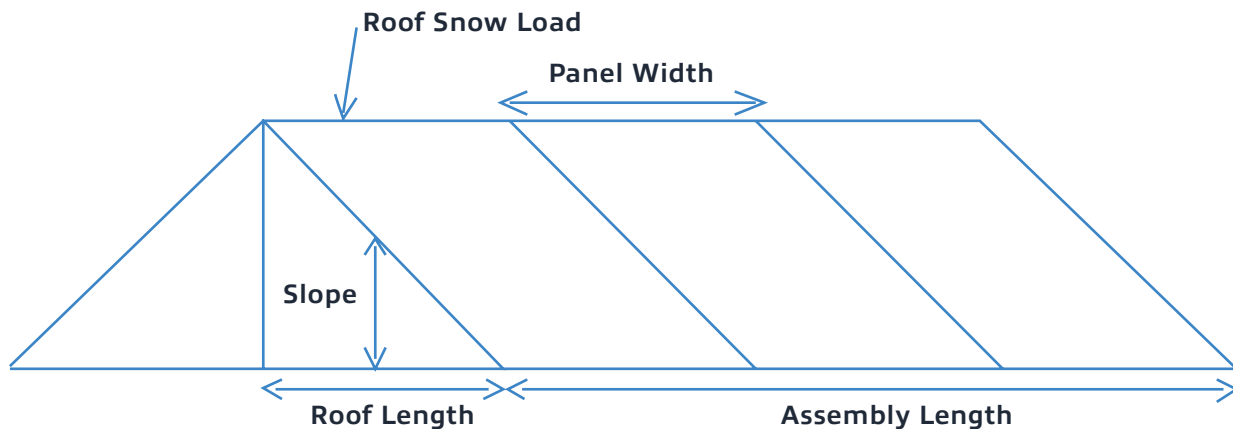 Roof Snow Load
Panel Width
Slope
Roof Length
Assembly Length